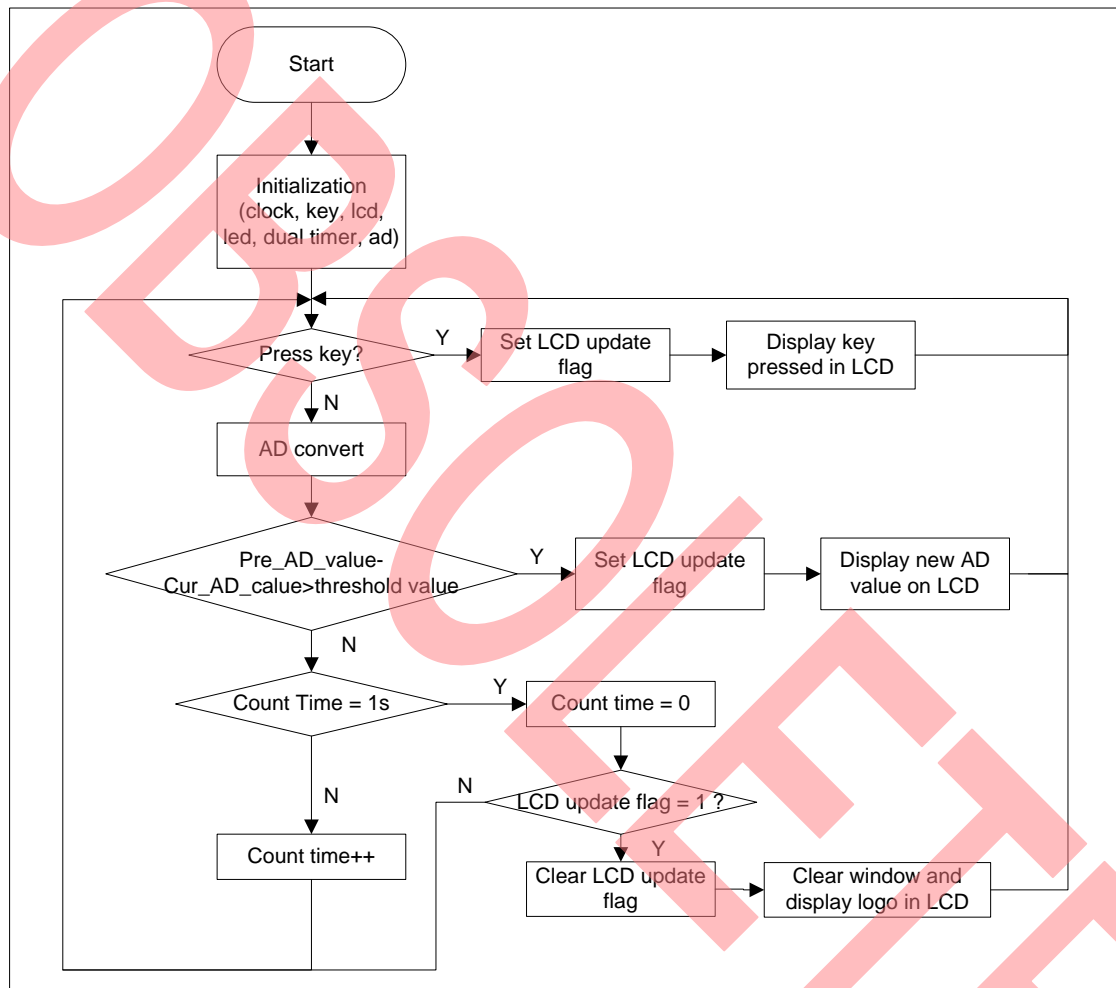 Start
Initialization
(clock, key, lcd,
led, dual timer, ad)
Press key?
Y
Set LCD update
flag
Display key
pressed in LCD
N
AD convert
Pre_AD_value-
Cur_AD_calue>threshold value
Y
Set LCD update
flag
Display new AD
value on LCD
N
Count Time = 1s
Y
Count time = 0
N
LCD update flag = 1 ?
N
Count time++
Y
Clear LCD update
flag
Clear window and
display logo in LCD
OBSOLETE